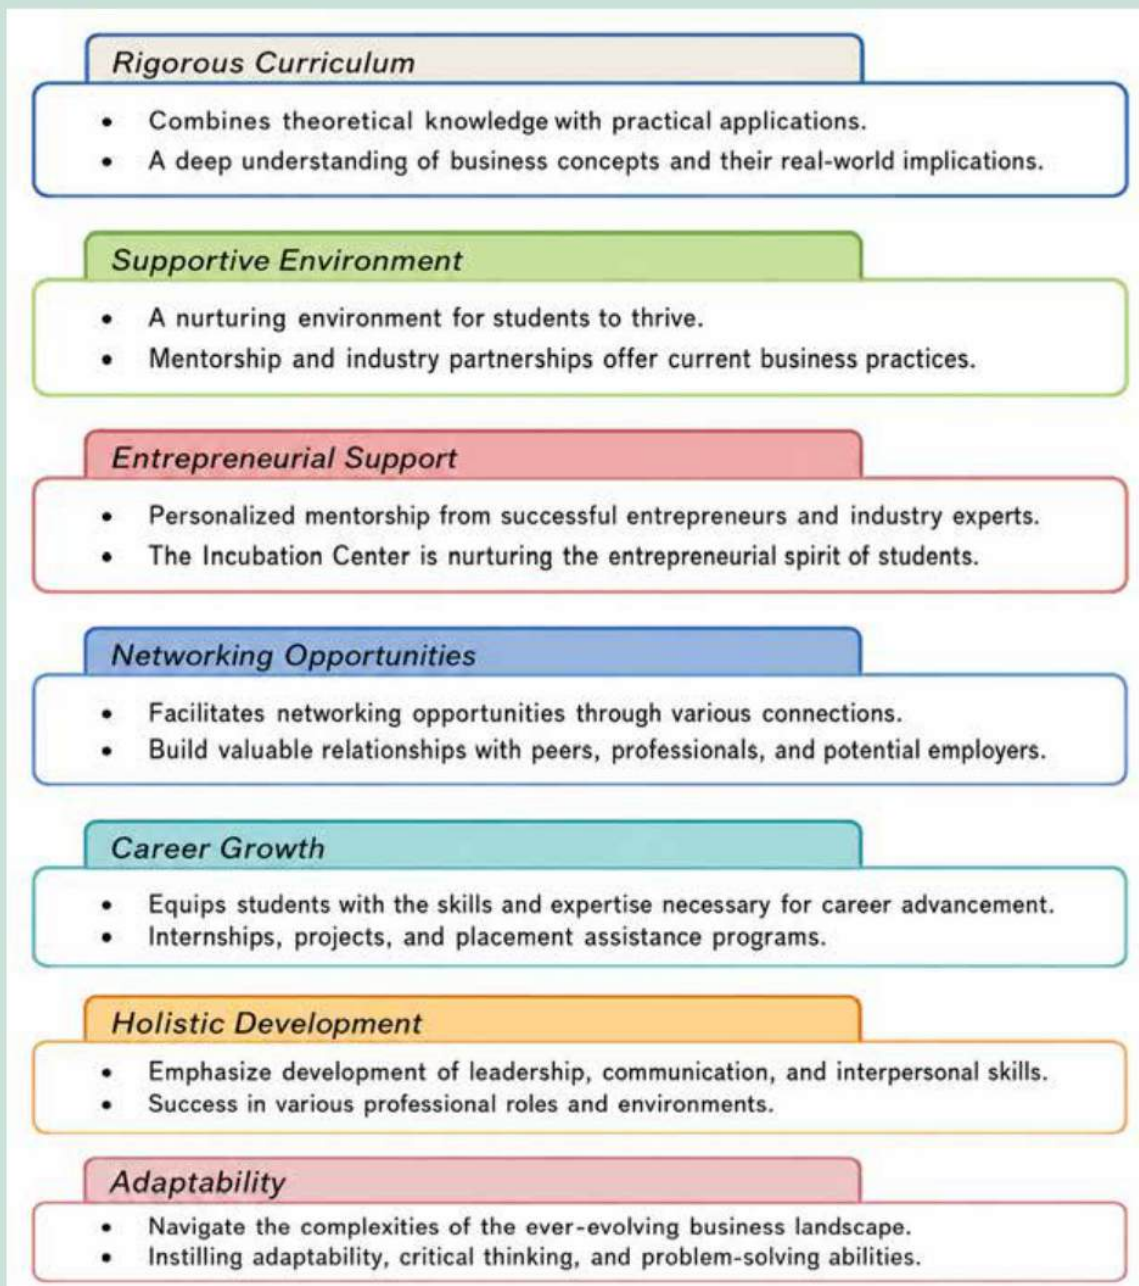 Rigorous Curriculum
• Combines theoretical knowledge with practical applications.
• A deep understanding of business concepts and their real-world implications.
Supportive Environment
• A nurturing environment for students to thrive.
• Mentorship and industry partnerships offer current business practices.
Entrepreneurial Support
• Personalized mentorship from successful entrepreneurs and industry experts.
• The Incubation Center is nurturing the entrepreneurial spirit of students.
Networking Opportunities
• Facilitates networking opportunities through various connections.
• Build valuable relationships with peers, professionals, and potential employers.
Career Growth
• Equips students with the skills and expertise necessary for career advancement.
• Internships, projects, and placement assistance programs.
Holistic Development
• Emphasize development of leadership, communication, and interpersonal skills.
• Success in various professional roles and environments.
Adaptability
• Navigate the complexities of the ever-evolving business landscape.
• Instilling adaptability, critical thinking, and problem-solving abilities.